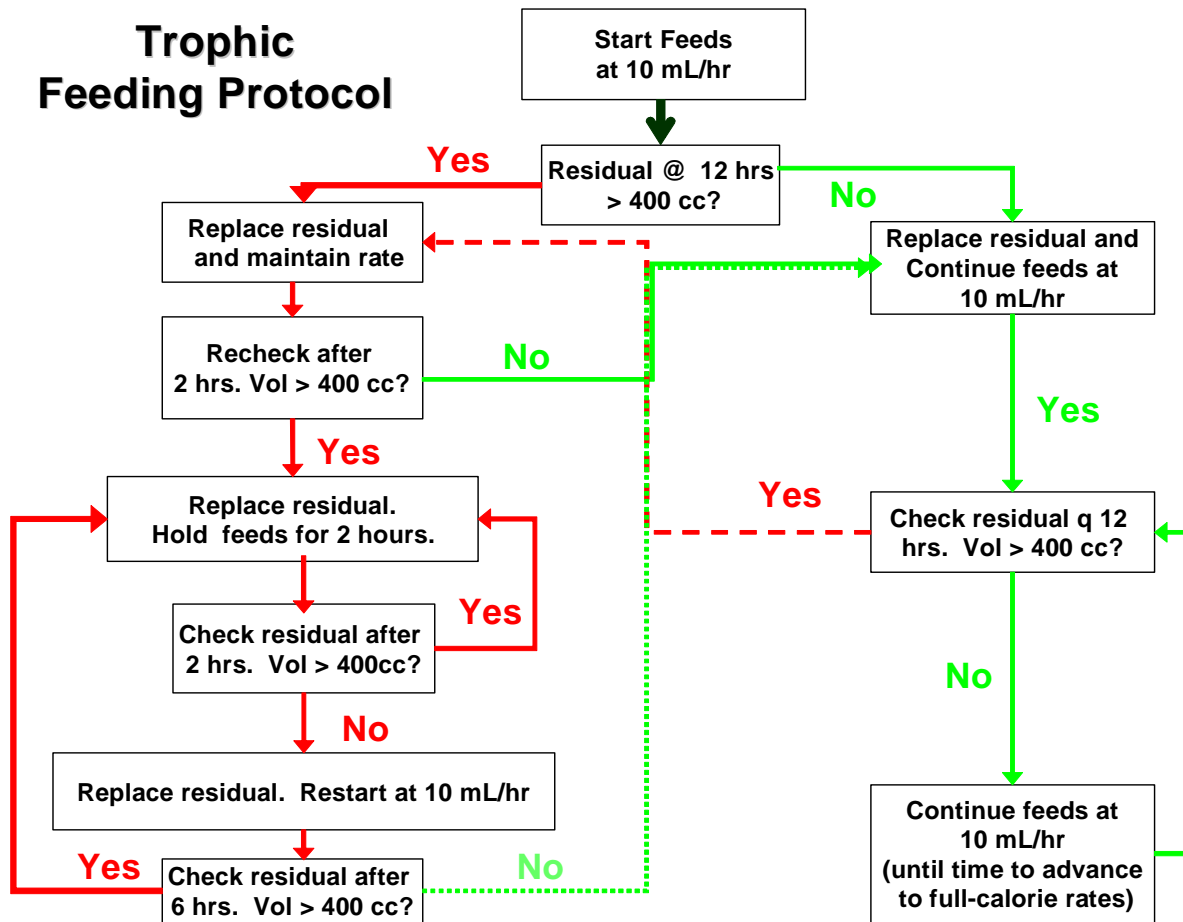 Trophic
Feeding Protocol
Start Feeds
at 10 mL/hr
Yes
Residual @ 12 hrs
> 400 cc?
No
Replace residual
and maintain rate
Replace residual and
Continue feeds at
10 mL/hr
Recheck after
2 hrs. Vol > 400 cc?
No
Yes
Yes
Replace residual.
Hold feeds for 2 hours.
Yes
Check residual q 12
hrs. Vol > 400 cc?
Yes
Check residual after
2 hrs. Vol > 400cc?
No
No
Replace residual. Restart at 10 mL/hr
Continue feeds at
10 mL/hr
(until time to advance
to full-calorie rates)
Yes
Check residual after
6 hrs. Vol > 400 cc?
No